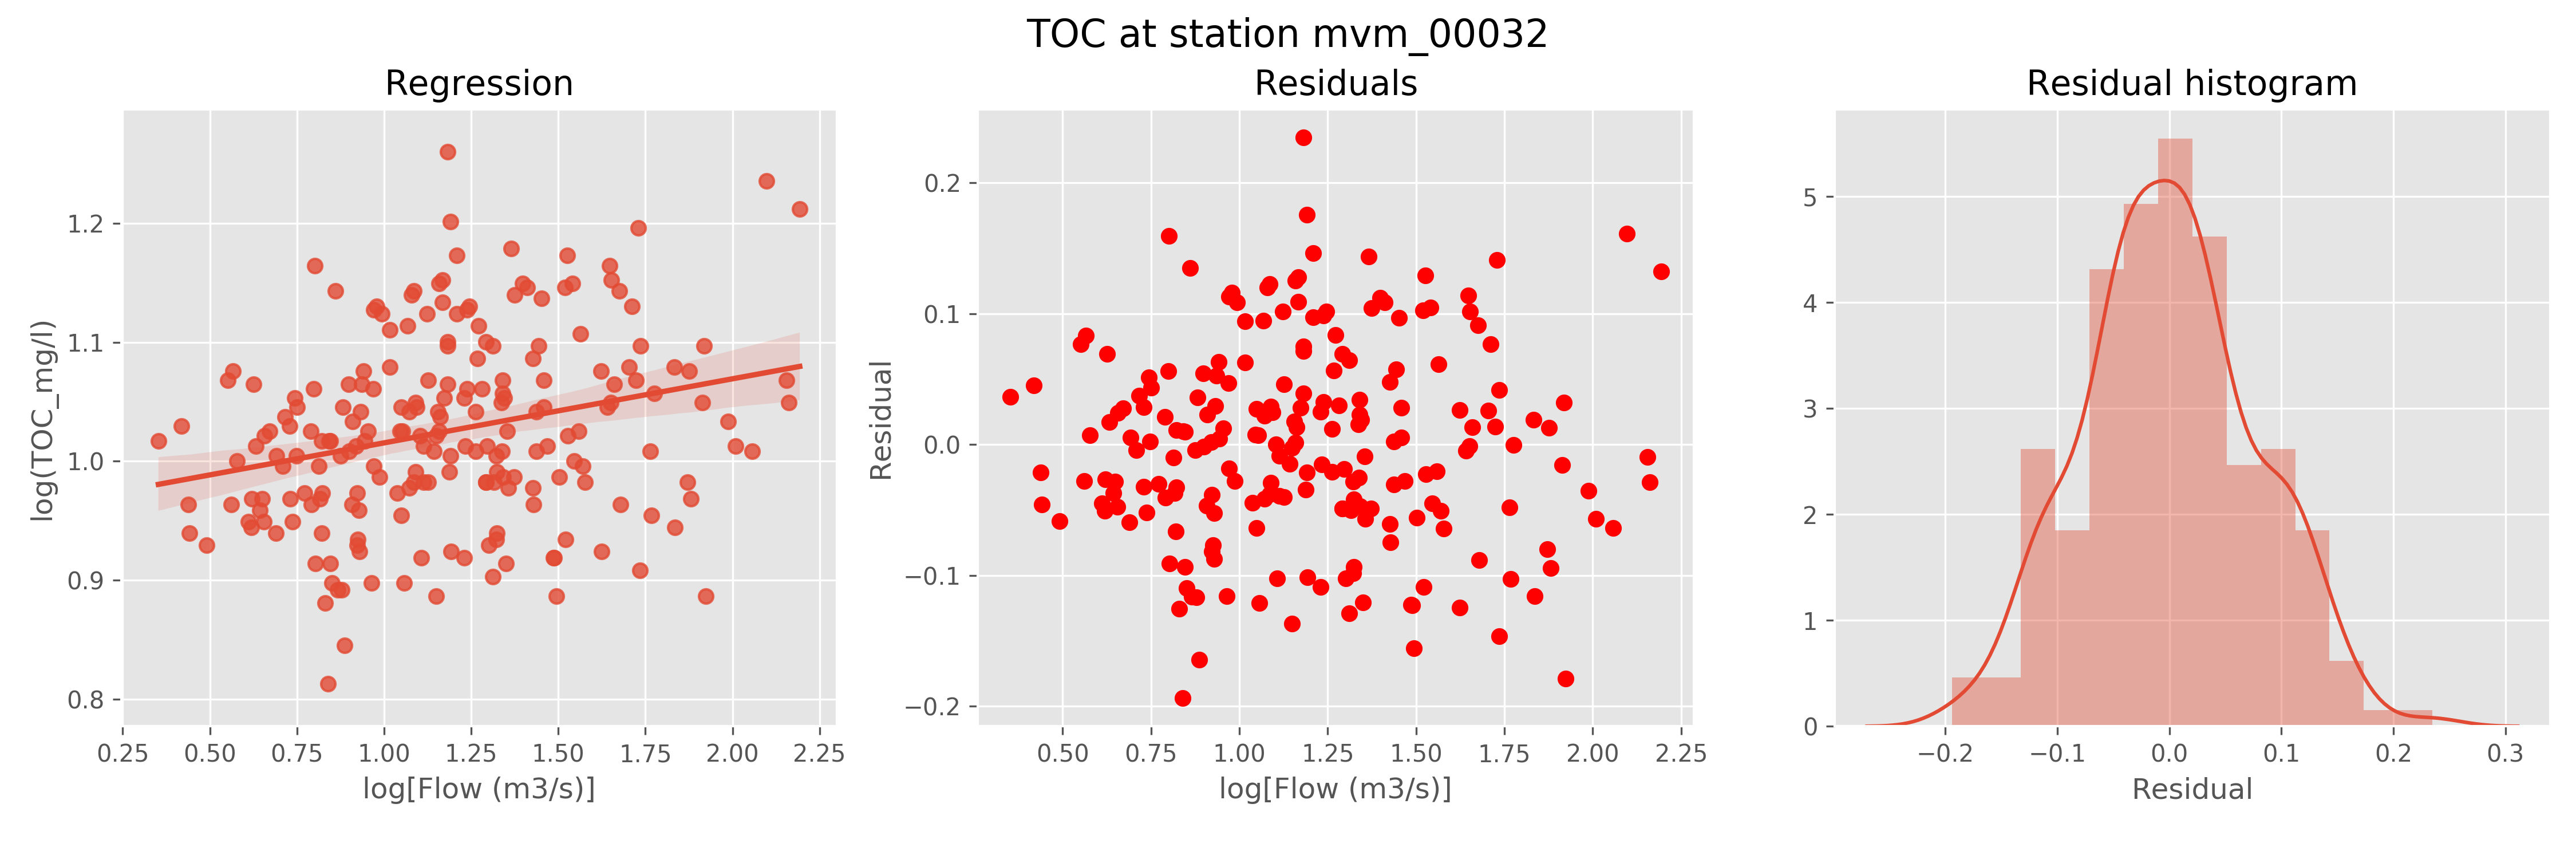 TOC at station mvm_00032
Regression
log(TOC_mg/l)
1.2
1.1
1.0
0.9
0.8
0.25 0.50 0.75 1.00 1.25 1.50 1.75 2.00 2.25
log[Flow (m3/s)]
Residuals
Residual
0.2
0.1
0.0
−0.1
−0.2
0.50 0.75 1.00 1.25 1.50 1.75 2.00 2.25
log[Flow (m3/s)]
Residual histogram
5
4
3
2
1
0
−0.2 −0.1 0.0 0.1 0.2 0.3
Residual